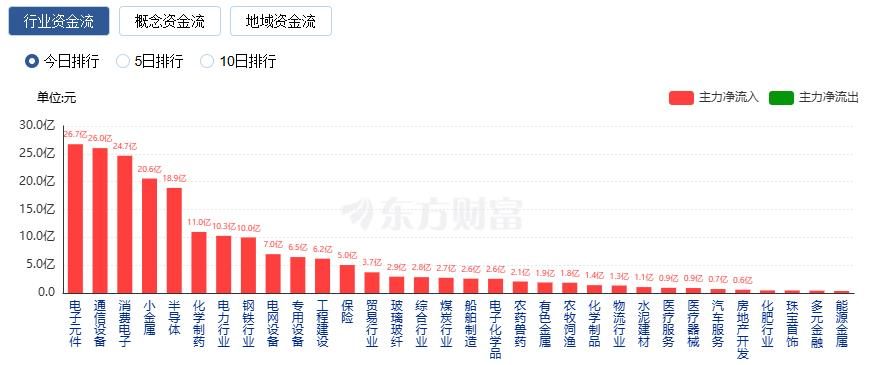 行业资金流 概念资金流 地域资金流
今日排行 5日排行 10日排行
单位:元 主力净流入 主力净流出
30.0亿
25.0亿
20.0亿
15.0亿
10.0亿
5.0亿
0.0
26.7亿 26.0亿 24.7亿 20.6亿 18.9亿 11.0亿 10.3亿 10.0亿 7.0亿 6.5亿 6.2亿 5.0亿 3.7亿 2.9亿 2.8亿 2.7亿 2.6亿 2.6亿 2.1亿 1.9亿 1.8亿 1.4亿 1.3亿 1.1亿 0.9亿 0.9亿 0.7亿 0.6亿
东方财富
电子元件
通信设备
消费电子
小金属
半导体
化学制药
电力行业
钢铁行业
电网设备
专用设备
工程建设
保险
贸易行业
玻璃玻纤
综合行业
煤炭行业
船舶制造
电子化学品
农药兽药
有色金属
农牧饲渔
化学制品
物流行业
水泥建材
医疗服务
医疗器械
汽车服务
房地产开发
化肥行业
珠宝首饰
多元金融
能源金属